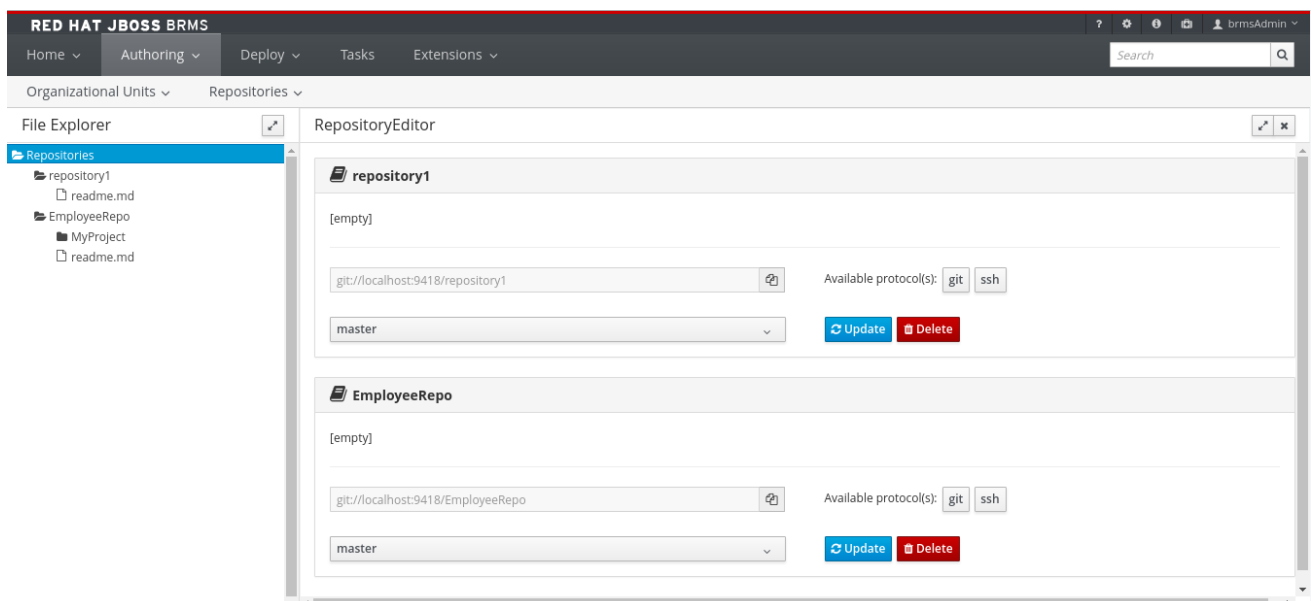 RED HAT JBOSS BRMS
? brmsAdmin
Home Authoring Deploy Tasks Extensions Search
Organizational Units Repositories
File Explorer
RepositoryEditor
Repositories
repository1
readme.md
EmployeeRepo
MyProject
readme.md
repository1
[empty]
git://localhost:9418/repository1 Available protocol(s): git ssh
master Update Delete
EmployeeRepo
[empty]
git://localhost:9418/EmployeeRepo Available protocol(s): git ssh
master Update Delete